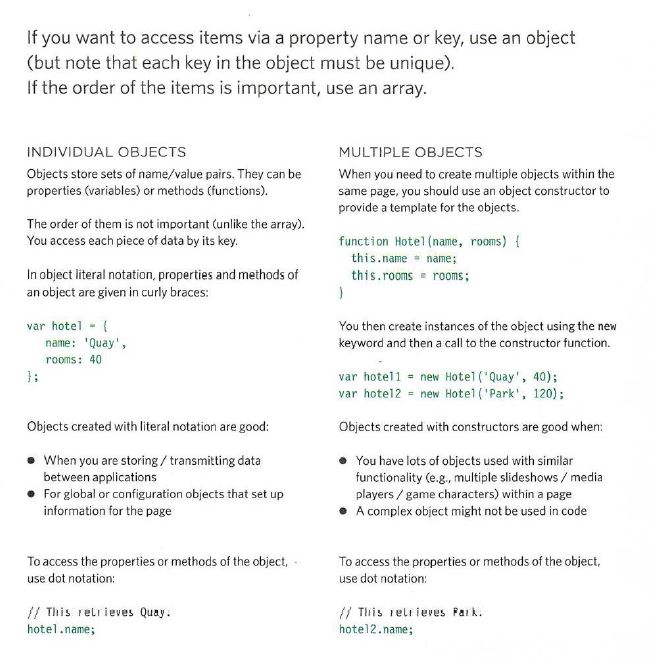 If you want to access items via a property name or key, use an object
(but note that each key in the object must be unique).
If the order of the items is important, use an array.
INDIVIDUAL OBJECTS
Objects store sets of name/value pairs. They can be
properties (variables) or methods (functions).
The order of them is not important (unlike the array).
You access each piece of data by its key.
In object literal notation, properties and methods of
an object are given in curly braces:
var hotel = {
name: 'Quay',
rooms: 40
};
Objects created with literal notation are good:
● When you are storing / transmitting data
between applications
● For global or configuration objects that set up
information for the page
To access the properties or methods of the object,
use dot notation:
// This retrieves Quay.
hotel.name;
MULTIPLE OBJECTS
When you need to create multiple objects within the
same page, you should use an object constructor to
provide a template for the objects.
function Hotel(name, rooms) {
this.name = name;
this.rooms = rooms;
}
You then create instances of the object using the new
keyword and then a call to the constructor function.
var hotel1 = new Hotel('Quay', 40);
var hotel2 = new Hotel('Park', 120);
Objects created with constructors are good when:
● You have lots of objects used with similar
functionality (e.g., multiple slideshows / media
players / game characters) within a page
● A complex object might not be used in code
To access the properties or methods of the object,
use dot notation:
// This retrieves Park.
hotel2.name;